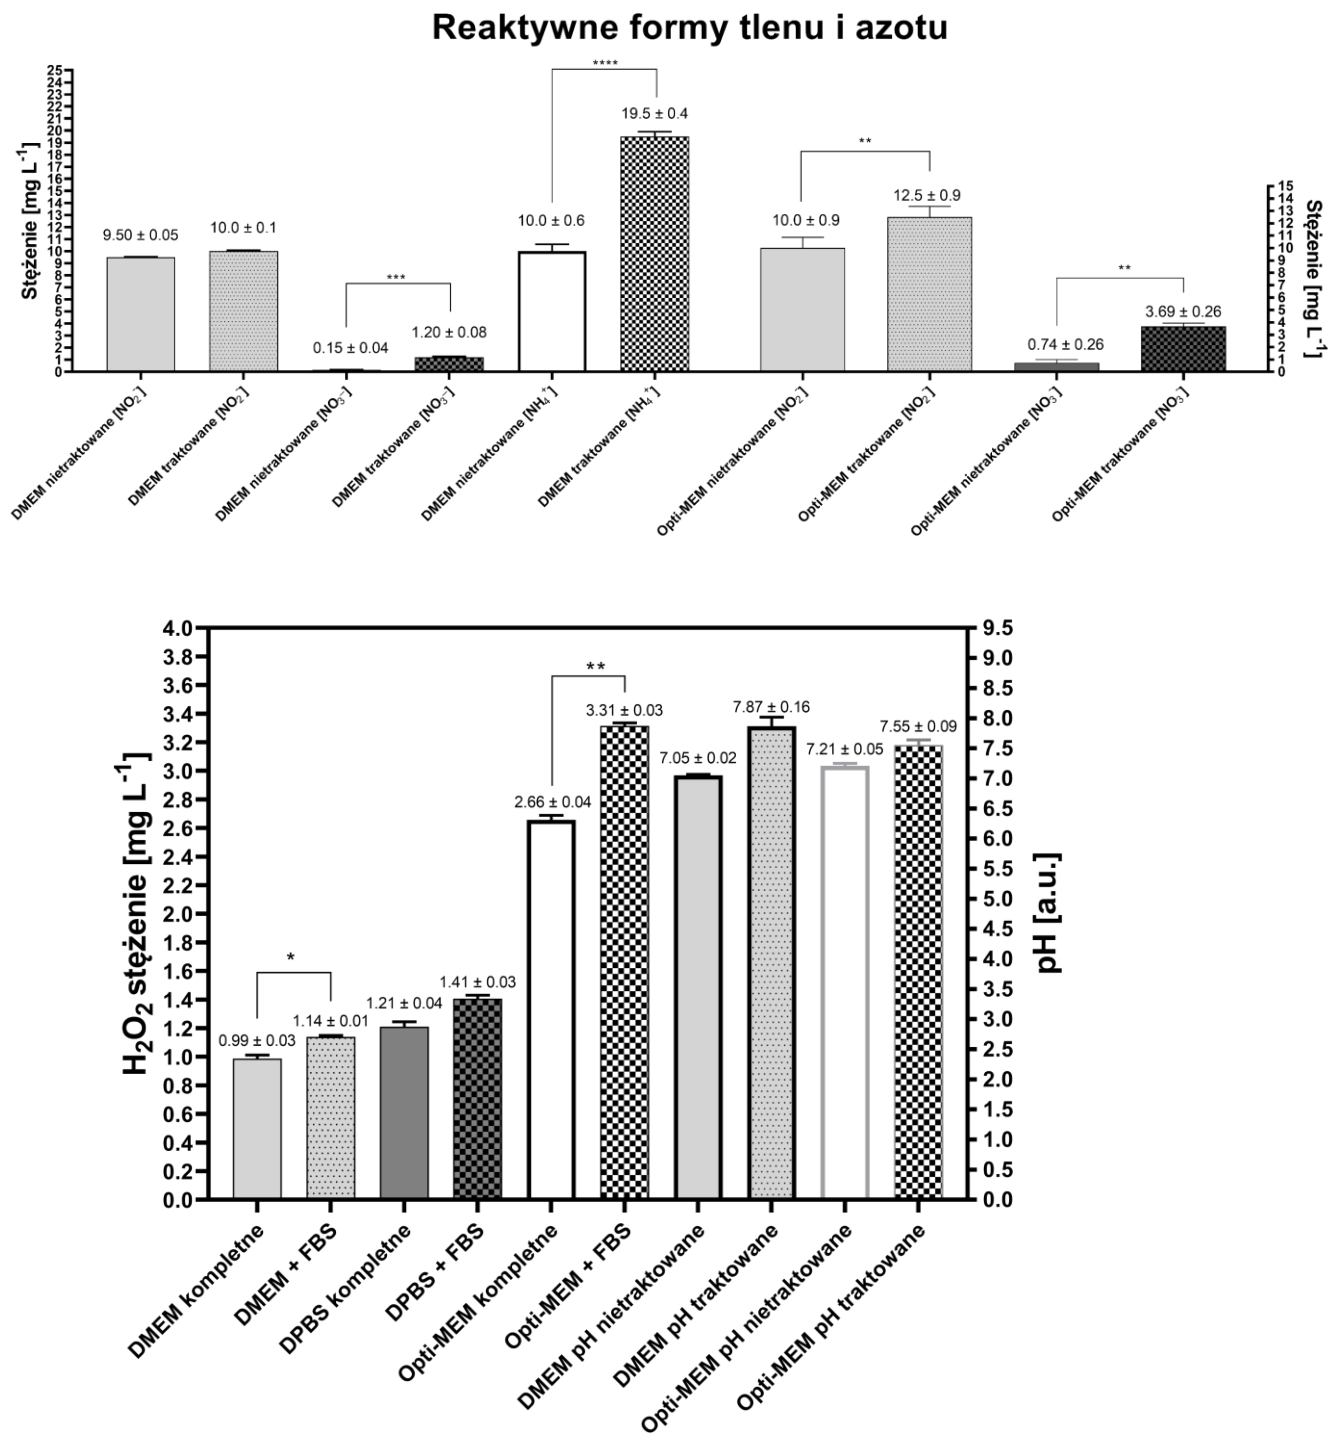 Reaktywne formy tlenu i azotu
Stężenie [mg L⁻¹]
25
24
23
22
21
20
19
18
17
16
15
14
13
12
11
10
9
8
7
6
5
4
3
2
1
0
9.50 ± 0.05
10.0 ± 0.1
0.15 ± 0.04
***
1.20 ± 0.08
10.0 ± 0.6
****
19.5 ± 0.4
10.0 ± 0.9
**
12.5 ± 0.9
0.74 ± 0.26
**
3.69 ± 0.26
15
14
13
12
11
10
9
8
7
6
5
4
3
2
1
0
Stężenie [mg L⁻¹]
DMEM nietraktowane [NO₂⁻]
DMEM traktowane [NO₂⁻]
DMEM nietraktowane [NO₃⁻]
DMEM traktowane [NO₃⁻]
DMEM nietraktowane [NH₄⁺]
DMEM traktowane [NH₄⁺]
Opti-MEM nietraktowane [NO₂⁻]
Opti-MEM traktowane [NO₂⁻]
Opti-MEM nietraktowane [NO₃⁻]
Opti-MEM traktowane [NO₃⁻]
H₂O₂ stężenie [mg L⁻¹]
4.0
3.8
3.6
3.4
3.2
3.0
2.8
2.6
2.4
2.2
2.0
1.8
1.6
1.4
1.2
1.0
0.8
0.6
0.4
0.2
0.0
0.99 ± 0.03
*
1.14 ± 0.01
1.21 ± 0.04
1.41 ± 0.03
2.66 ± 0.04
**
3.31 ± 0.03
7.05 ± 0.02
7.87 ± 0.16
7.21 ± 0.05
7.55 ± 0.09
9.5
9.0
8.5
8.0
7.5
7.0
6.5
6.0
5.5
5.0
4.5
4.0
3.5
3.0
2.5
2.0
1.5
1.0
0.5
0.0
pH [a.u.]
DMEM kompletne
DMEM + FBS
DPBS kompletne
DPBS + FBS
Opti-MEM kompletne
Opti-MEM + FBS
DMEM pH nietraktowane
DMEM pH traktowane
Opti-MEM pH nietraktowane
Opti-MEM pH traktowane